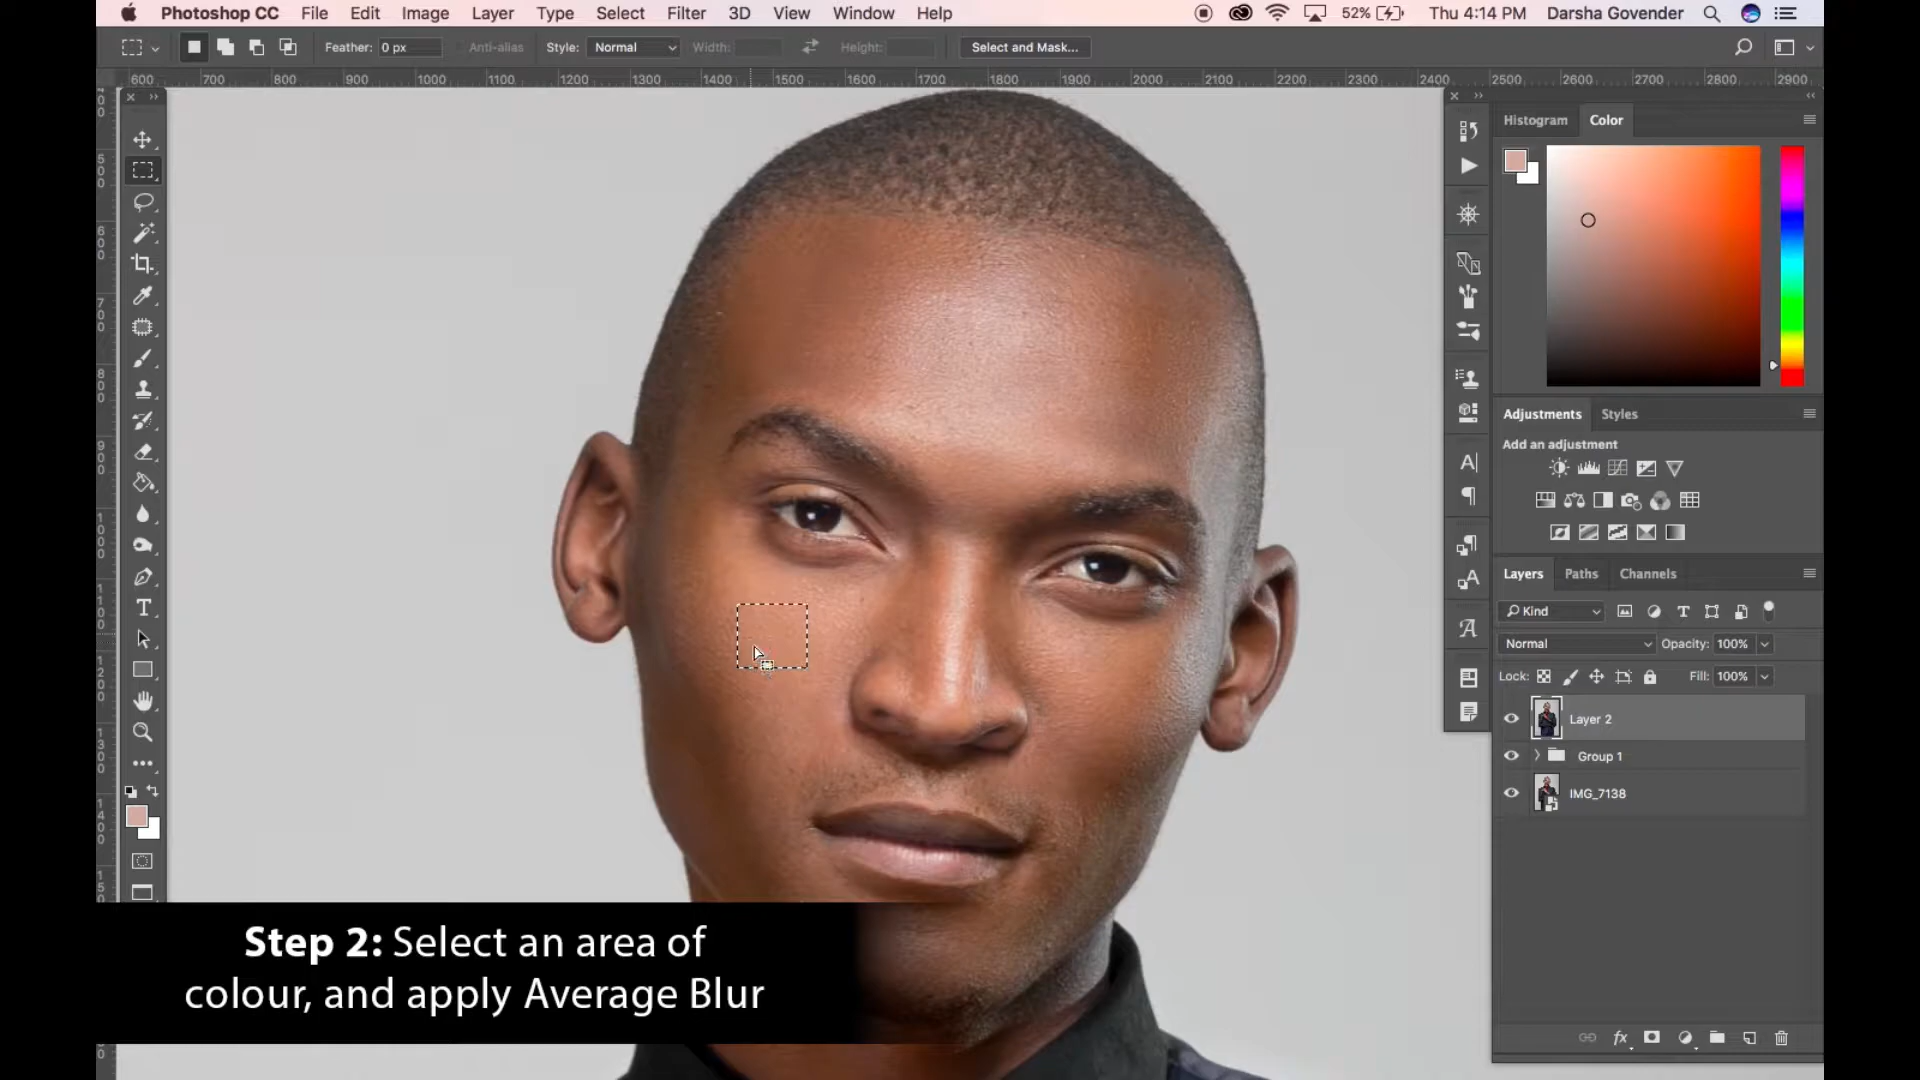 Photoshop CC File Edit Image Layer Type Select Filter 3D View Window Help 52% Thu 4:14 PM Darsha Govender
Feather: 0 px Anti-alias Style: Normal Width: Height: Select and Mask...
600 700 800 900 1000 1100 1200 1300 1400 1500 1600 1700 1800 1900 2000 2100 2200 2300 2400 2500 2600 2700 2800 2900
Histogram Color
Adjustments Styles
Add an adjustment
Layers Paths Channels
Kind
Normal Opacity: 100%
Lock: Fill: 100%
Layer 2
Group 1
IMG_7138
Step 2: Select an area of
colour, and apply Average Blur